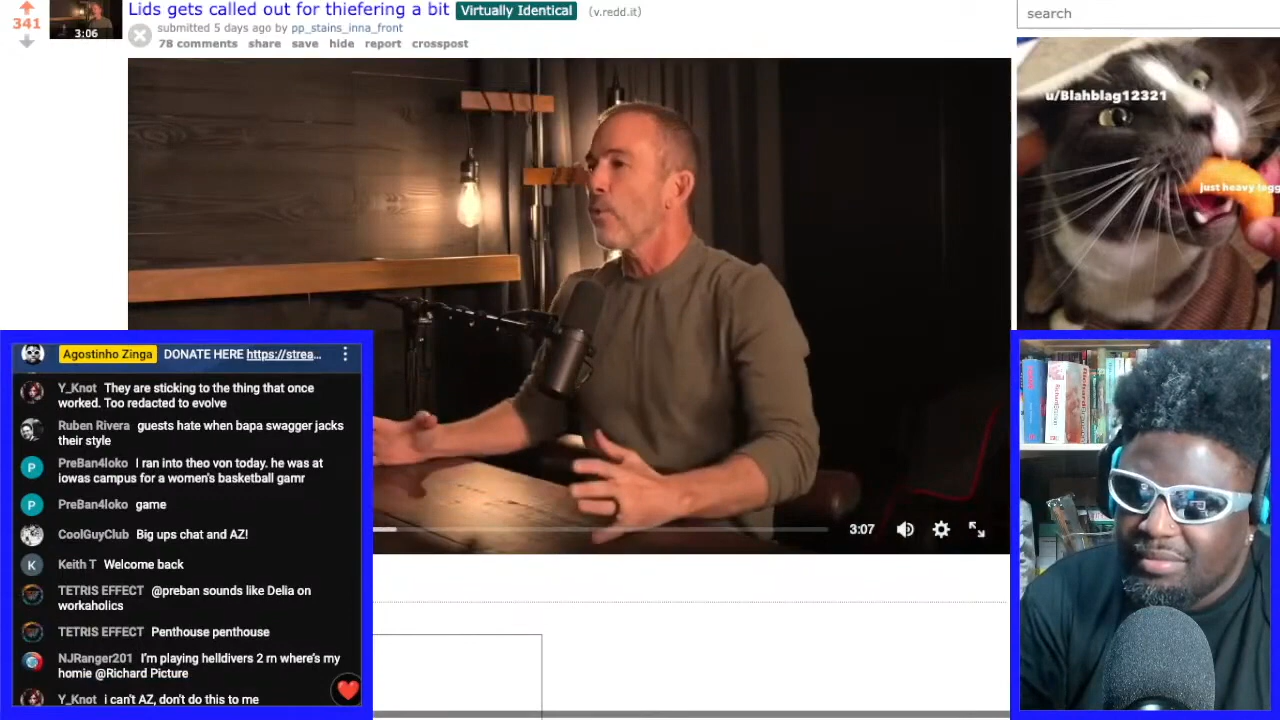 341
3:06
Lids gets called out for thiefering a bit Virtually Identical (v.redd.it)
submitted 5 days ago by pp_stains_inna_front
78 comments share save hide report crosspost
search
u/Blahblag12321
just heavy legg
3:07
Agostinho Zinga DONATE HERE https://strea...
Y_Knot They are sticking to the thing that once
worked. Too redacted to evolve
Ruben Rivera guests hate when bapa swagger jacks
their style
P PreBan4loko I ran into theo von today. he was at
iowas campus for a women's basketball gamr
P PreBan4loko game
CoolGuyClub Big ups chat and AZ!
K Keith T Welcome back
TETRIS EFFECT @preban sounds like Delia on
workaholics
TETRIS EFFECT Penthouse penthouse
NJRanger201 I'm playing helldivers 2 rn where's my
homie @Richard Picture
Y_Knot i can't AZ, don't do this to me